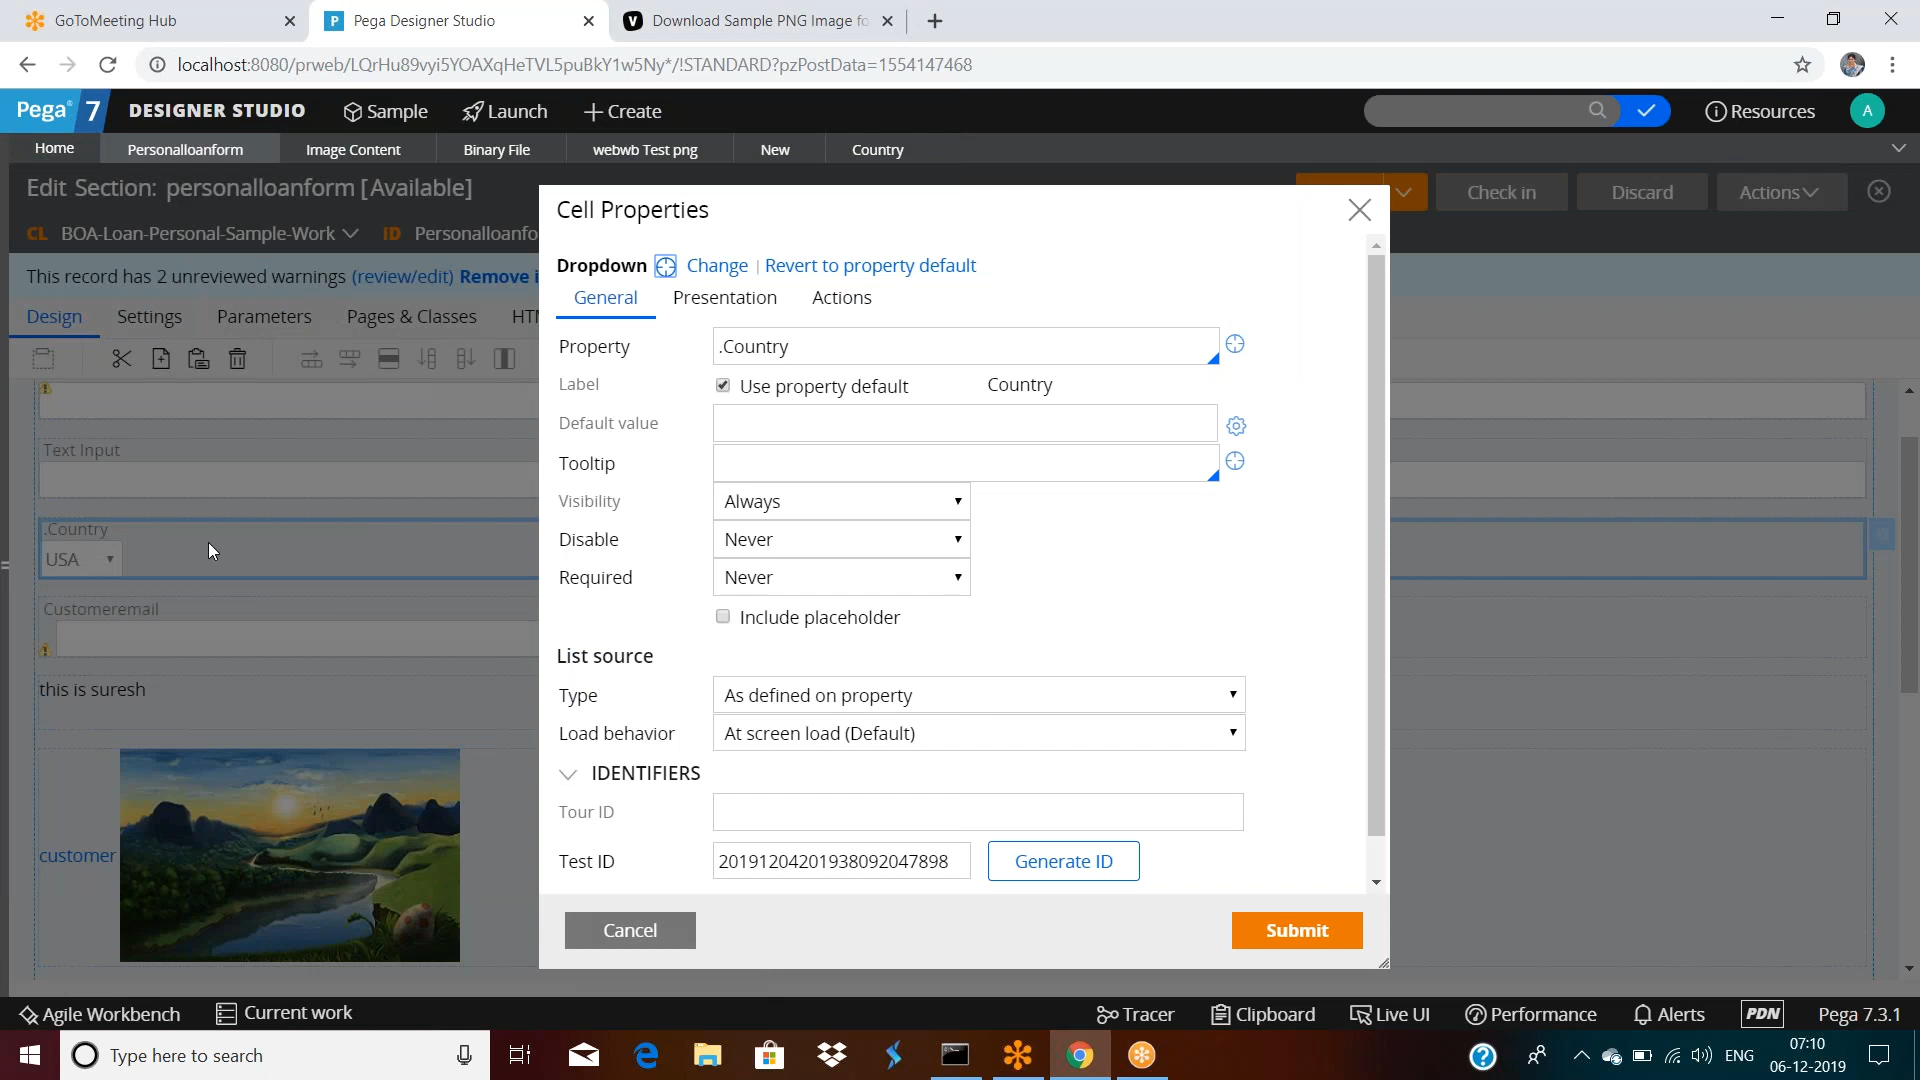 GoToMeeting Hub
Pega Designer Studio
Download Sample PNG Image fo
localhost:8080/prweb/LQrHu89vyi5YOAXqHeTVL5puBkY1w5Ny*/!STANDARD?pzPostData=1554147468
Pega 7 DESIGNER STUDIO Sample Launch Create Resources A
Home Personalloanform Image Content Binary File webwb Test png New Country
Edit Section: personalloanform [Available]
Check in Discard Actions
CL BOA-Loan-Personal-Sample-Work ID Personalloanfo
This record has 2 unreviewed warnings (review/edit) Remove i
Design Settings Parameters Pages & Classes HT
Text Input
.Country
USA
Customeremail
this is suresh
customer
Cell Properties
Dropdown Change | Revert to property default
General Presentation Actions
Property .Country
Label Use property default Country
Default value
Tooltip
Visibility Always
Disable Never
Required Never
Include placeholder
List source
Type As defined on property
Load behavior At screen load (Default)
IDENTIFIERS
Tour ID
Test ID 20191204201938092047898 Generate ID
Cancel Submit
Agile Workbench Current work Tracer Clipboard Live UI Performance Alerts PDN Pega 7.3.1
Type here to search
ENG
07:10
06-12-2019